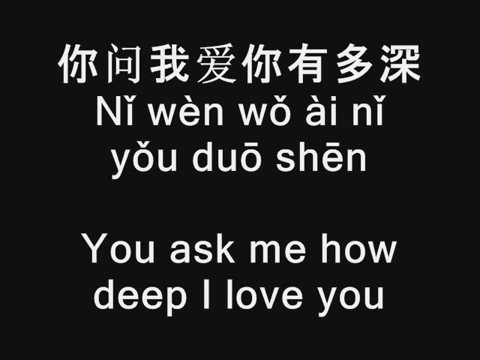 你问我爱你有多深
Nǐ wèn wǒ ài nǐ
yǒu duō shēn
You ask me how
deep I love you